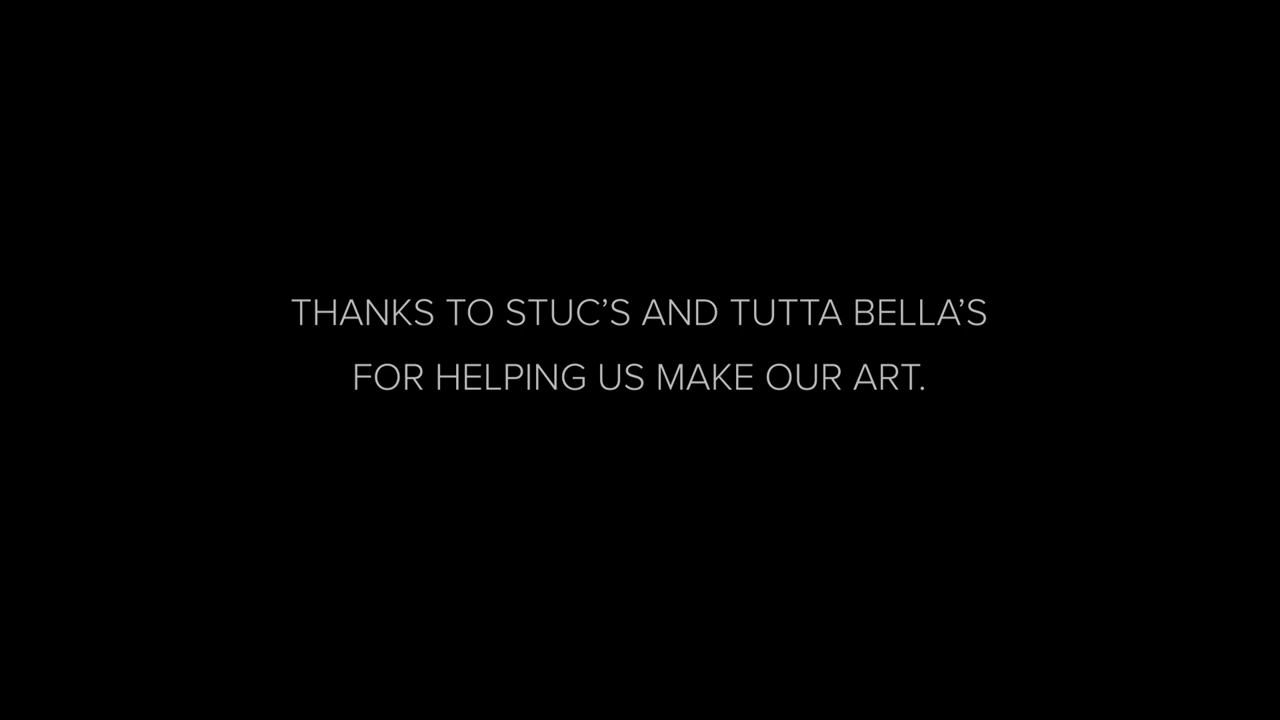 THANKS TO STUC’S AND TUTTA BELLA’S
FOR HELPING US MAKE OUR ART.